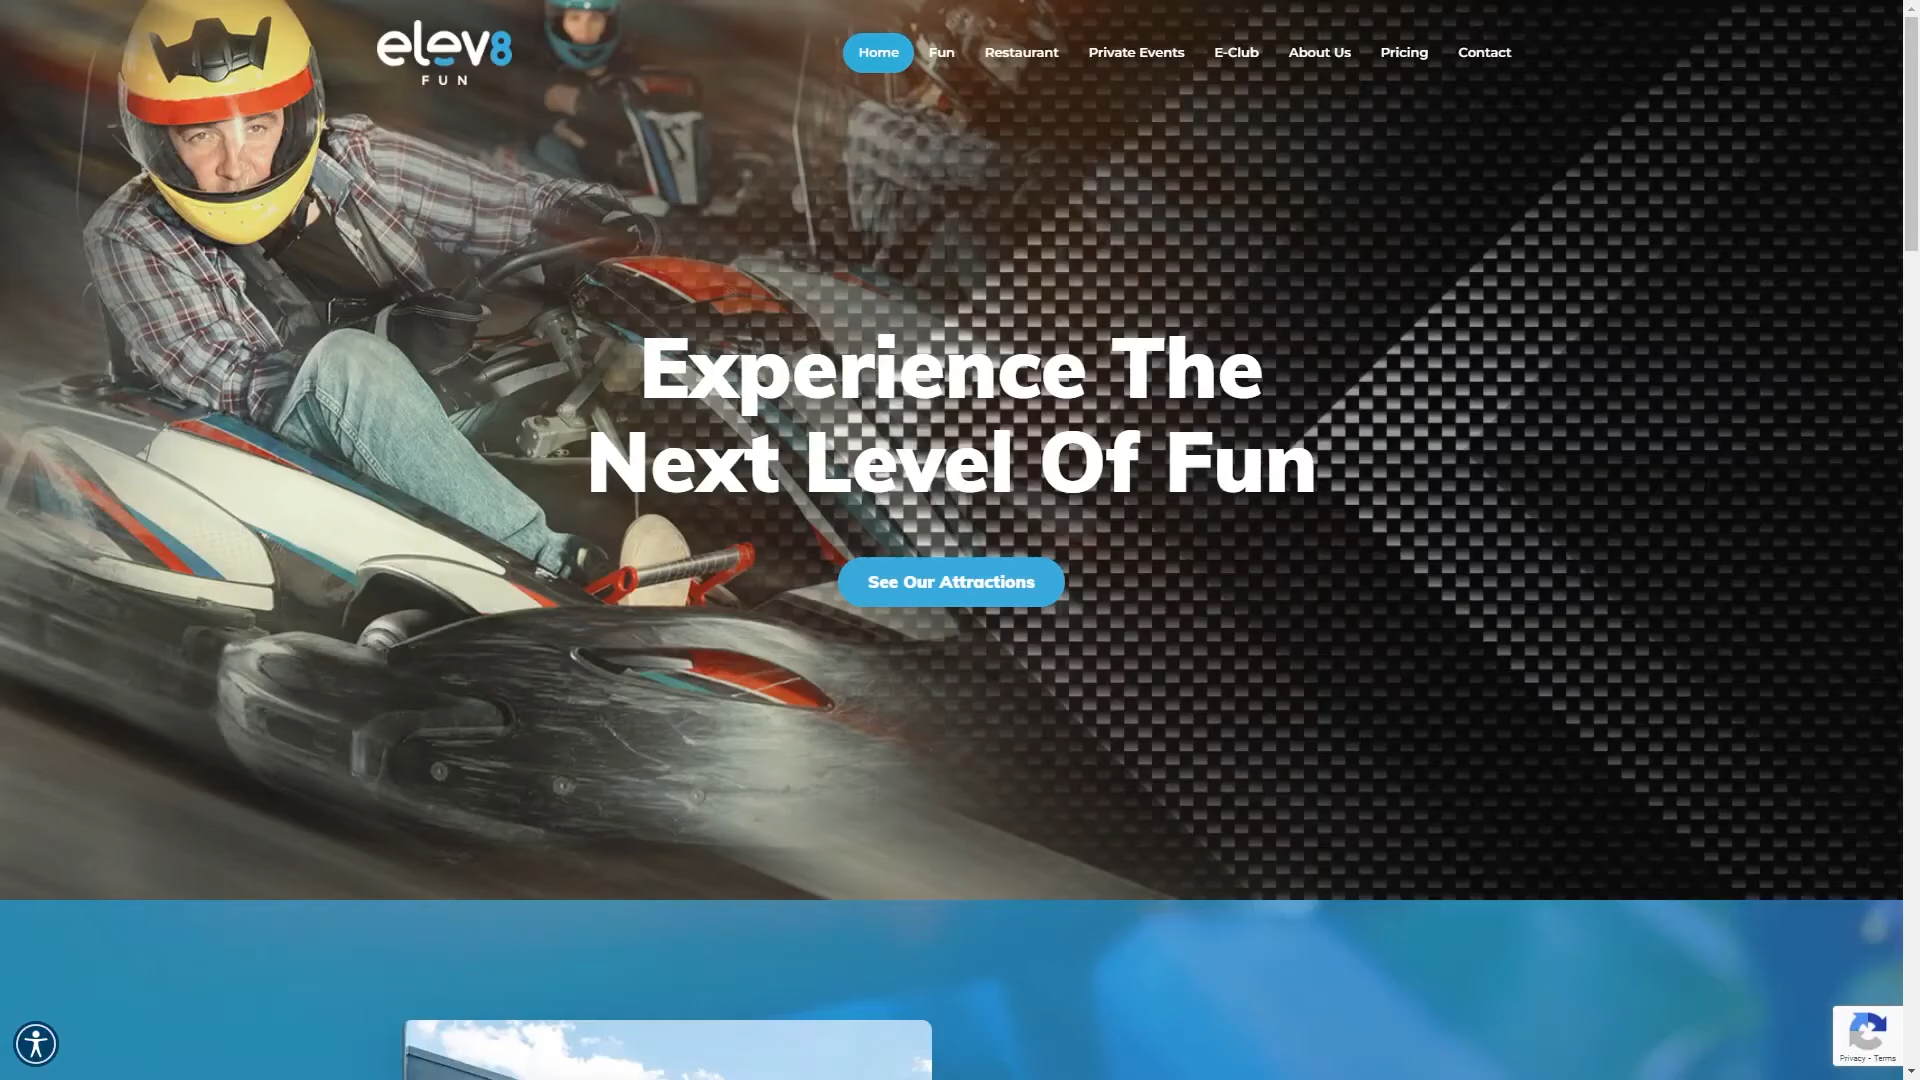 elev8
FUN
Home
Fun
Restaurant
Private Events
E-Club
About Us
Pricing
Contact
Experience The
Next Level Of Fun
See Our Attractions
Privacy - Terms